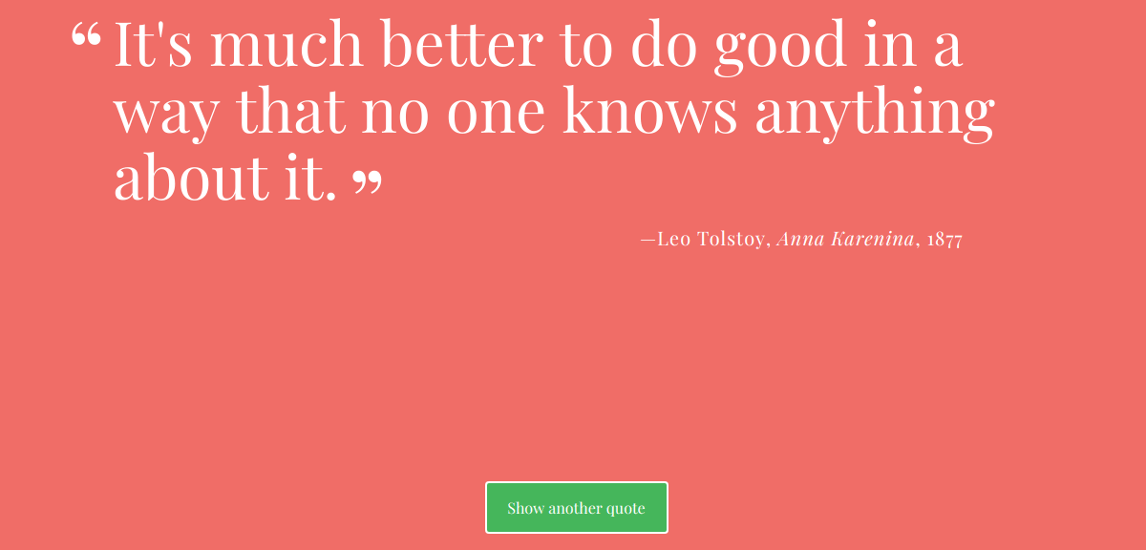 “ It's much better to do good in a
way that no one knows anything
about it. ”
—Leo Tolstoy, Anna Karenina, 1877
Show another quote